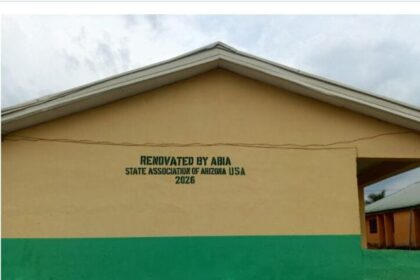 RENOVATED BY ABIA
STATE ASSOCIATION OF ARIZONA USA
2026